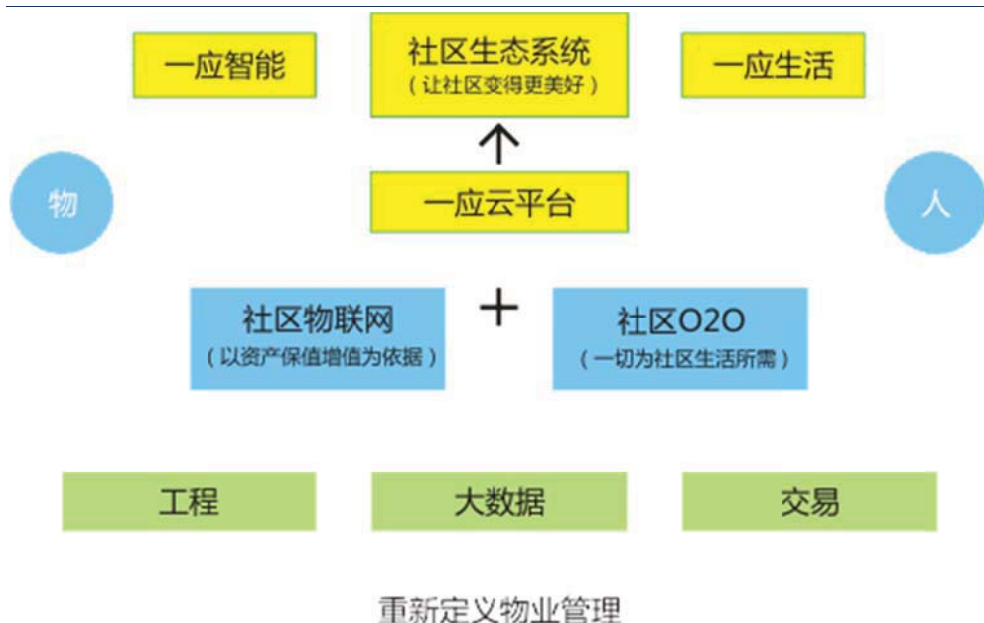 一应智能
社区生态系统
（让社区变得更美好）
一应生活
物
一应云平台
人
社区物联网
（以资产保值增值为依据）
+
社区O2O
（一切为社区生活所需）
工程
大数据
交易
重新定义物业管理